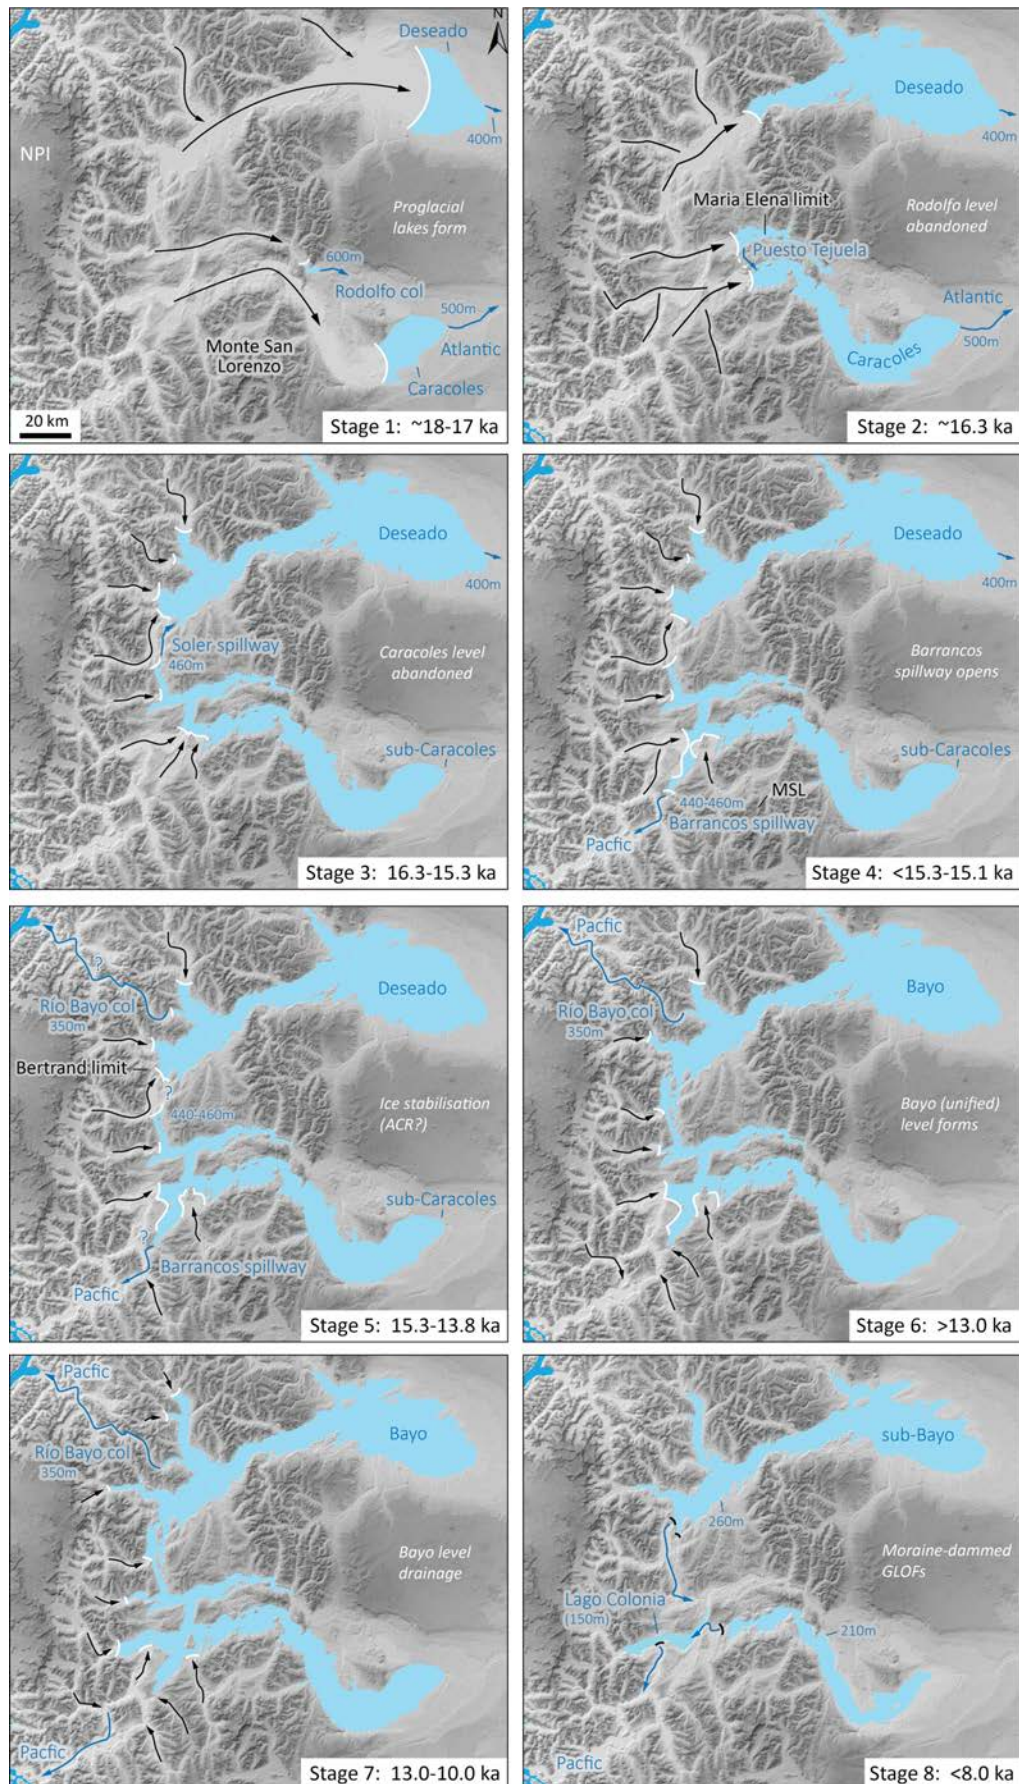 N
Deseado
400m
NPI
Proglacial
lakes form
600m
Rodolfo col
500m
Atlantic
Monte San
Lorenzo
Caracoles
20 km
Stage 1: ~18-17 ka
Deseado
400m
Maria Elena limit
Rodolfo level
abandoned
Puesto Tejuela
Atlantic
500m
Caracoles
Stage 2: ~16.3 ka
Deseado
400m
Soler spillway
460m
Caracoles level
abandoned
sub-Caracoles
Stage 3: 16.3-15.3 ka
Deseado
400m
Barrancos
spillway opens
sub-Caracoles
MSL
440-460m
Barrancos spillway
Pacfic
Stage 4: <15.3-15.1 ka
?
Deseado
Río Bayo col
350m
Bertrand limit
?
440-460m
Ice stabilisation
(ACR?)
sub-Caracoles
?
Barrancos spillway
Pacfic
Stage 5: 15.3-13.8 ka
Pacfic
Bayo
Río Bayo col
350m
Bayo (unified)
level forms
Stage 6: >13.0 ka
Pacfic
Bayo
Río Bayo col
350m
Bayo level
drainage
Pacfic
Stage 7: 13.0-10.0 ka
sub-Bayo
260m
Moraine-dammed
GLOFs
Lago Colonia
(150m)
210m
Pacfic
Stage 8: <8.0 ka